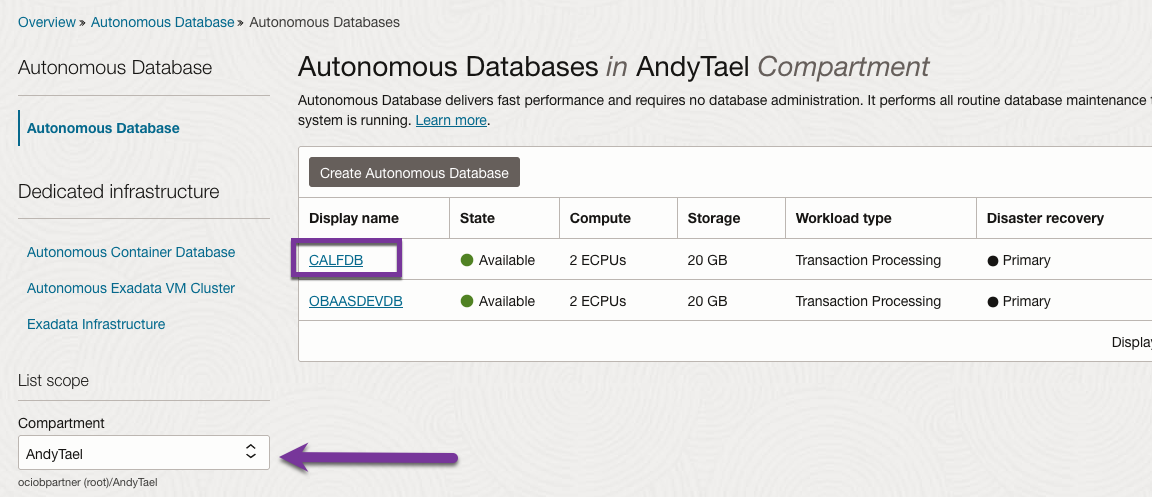 Overview » Autonomous Database » Autonomous Databases
Autonomous Database
Autonomous Database
Dedicated infrastructure
Autonomous Container Database
Autonomous Exadata VM Cluster
Exadata Infrastructure
List scope
Compartment
AndyTael
ociobpartner (root)/AndyTael
Autonomous Databases in AndyTael Compartment
Autonomous Database delivers fast performance and requires no database administration. It performs all routine database maintenance
system is running. Learn more.
Create Autonomous Database
Display name State Compute Storage Workload type Disaster recovery
CALFDB Available 2 ECPUs 20 GB Transaction Processing Primary
OBAASDEVDB Available 2 ECPUs 20 GB Transaction Processing Primary
Display